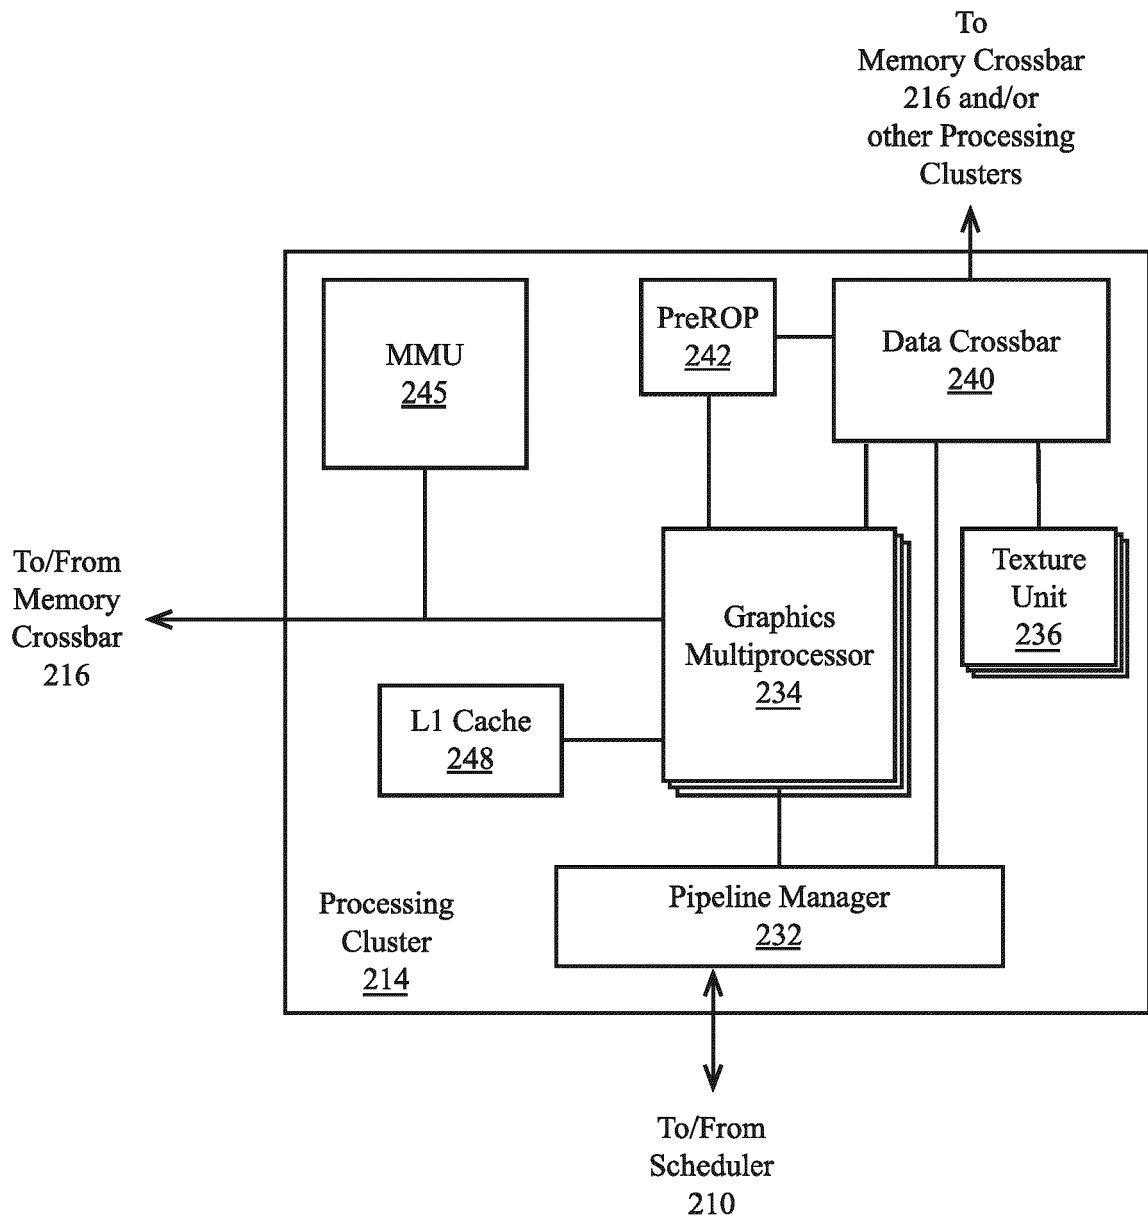 To
Memory Crossbar
216 and/or
other Processing
Clusters
MMU
245
PreROP
242
Data Crossbar
240
To/From
Memory
Crossbar
216
Graphics
Multiprocessor
234
Texture
Unit
236
L1 Cache
248
Processing
Cluster
214
Pipeline Manager
232
To/From
Scheduler
210